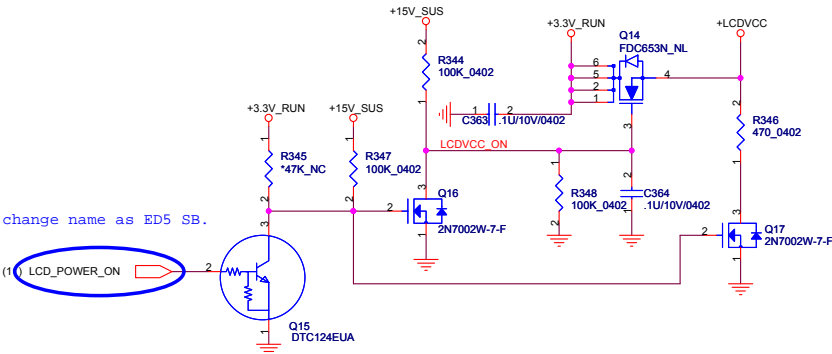 +15V_SUS
+3.3V_RUN
+LCDVCC
Q14
FDC653N_NL
2
R344
100K_0402
1
6
5
2
1
4
3
1
2
C363
.1U/10V/0402
2
R346
470_0402
1
+3.3V_RUN
+15V_SUS
1
R345
*47K_NC
2
1
R347
100K_0402
2
LCDVCC_ON
3
Q16
2
2N7002W-7-F
1
1
R348
100K_0402
2
2
C364
.1U/10V/0402
1
3
Q17
2
2N7002W-7-F
1
change name as ED5 SB.
3
LCD_POWER_ON
2
Q15
DTC124EUA
1